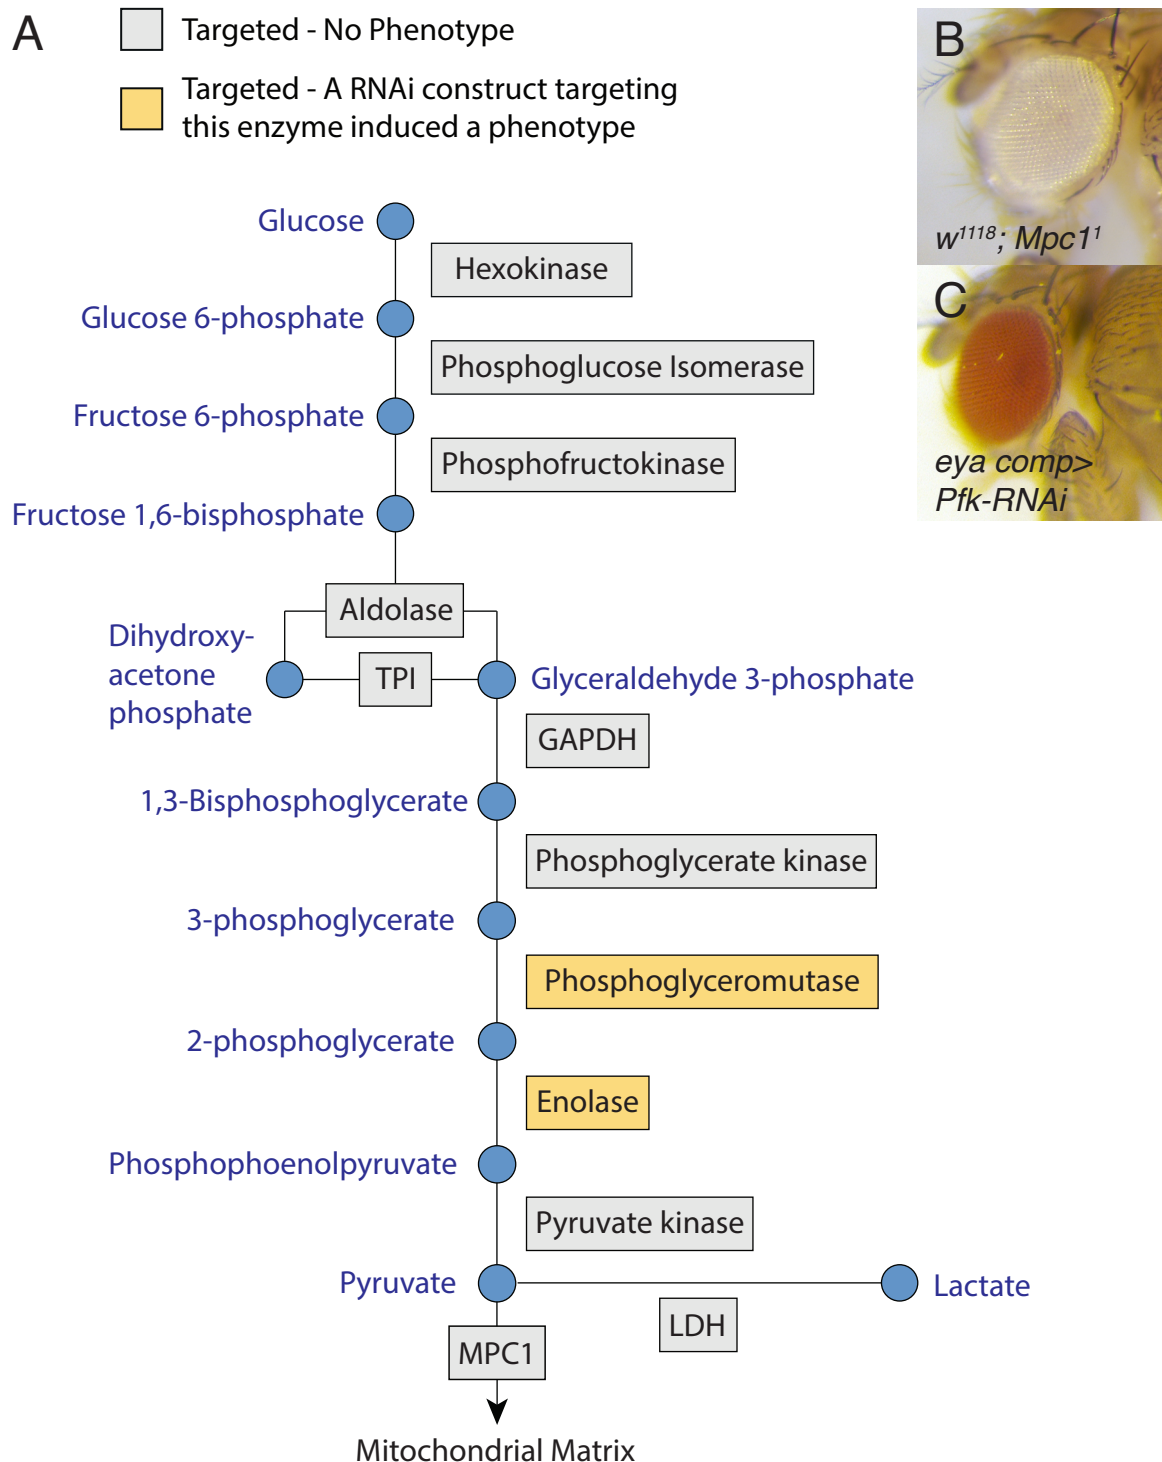 A
Targeted - No Phenotype
Targeted - A RNAi construct targeting
this enzyme induced a phenotype
Glucose
Hexokinase
Glucose 6-phosphate
Phosphoglucose Isomerase
Fructose 6-phosphate
Phosphofructokinase
Fructose 1,6-bisphosphate
Aldolase
Dihydroxy-
acetone
phosphate
TPI
Glyceraldehyde 3-phosphate
GAPDH
1,3-Bisphosphoglycerate
Phosphoglycerate kinase
3-phosphoglycerate
Phosphoglyceromutase
2-phosphoglycerate
Enolase
Phosphophoenolpyruvate
Pyruvate kinase
Pyruvate
Lactate
LDH
MPC1
Mitochondrial Matrix
B
w¹¹¹⁸; Mpc1¹
C
eya comp>
Pfk-RNAi